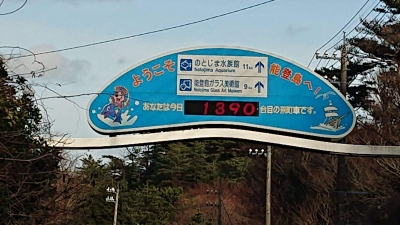 ようこそ
能登島へ!
のとじま水族館 11km
Notojima Aquarium
能登島ガラス美術館 9km
Notojima Glass Art Museum
あなたは今日 1390 台目の来町車です。